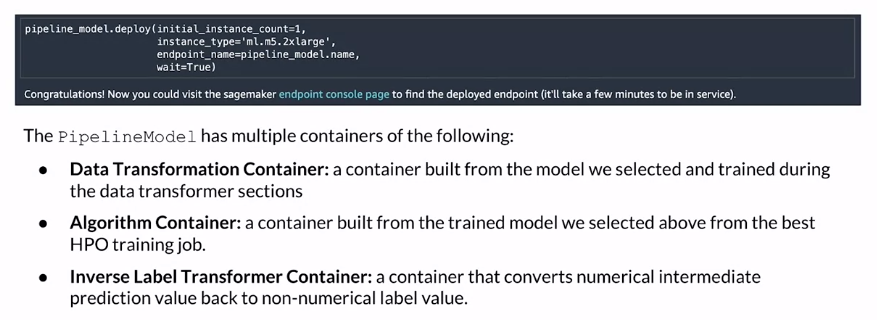 pipeline_model.deploy(initial_instance_count=1,
instance_type='ml.m5.2xlarge',
endpoint_name=pipeline_model.name,
wait=True)
Congratulations! Now you could visit the sagemaker endpoint console page to find the deployed endpoint (it'll take a few minutes to be in service).
The PipelineModel has multiple containers of the following:
● Data Transformation Container: a container built from the model we selected and trained during
the data transformer sections
● Algorithm Container: a container built from the trained model we selected above from the best
HPO training job.
● Inverse Label Transformer Container: a container that converts numerical intermediate
prediction value back to non-numerical label value.